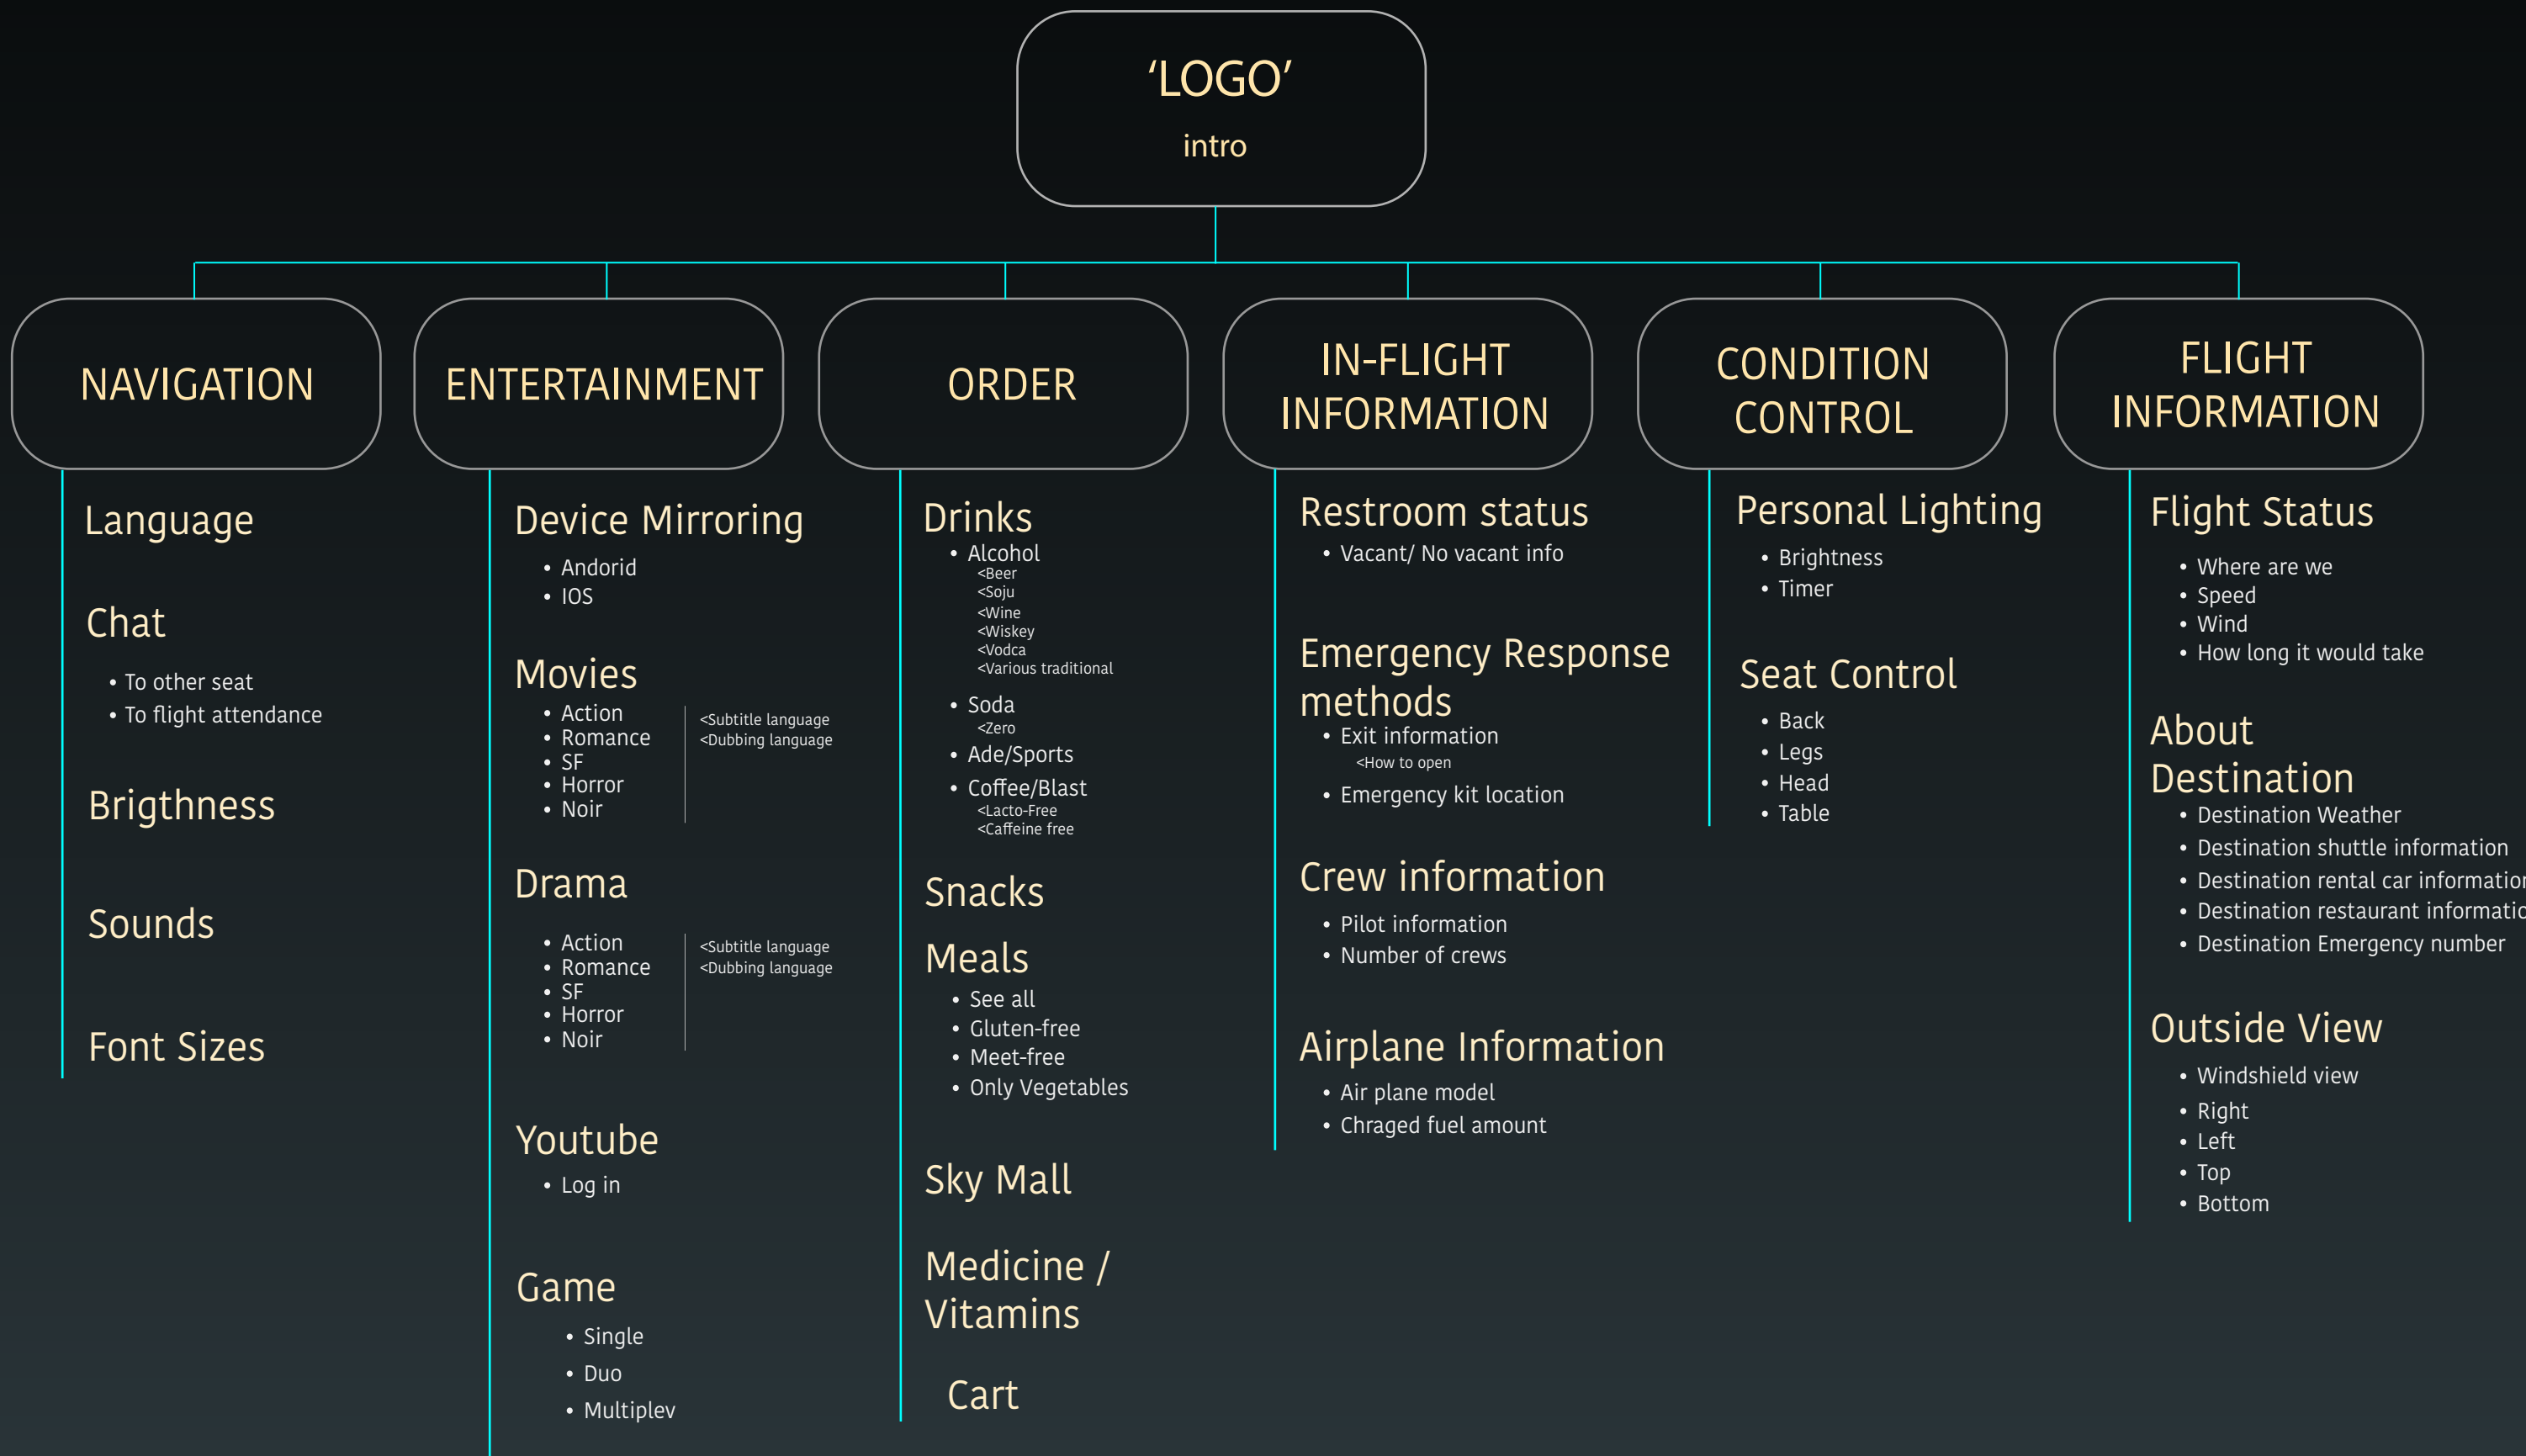 ‘LOGO’
intro
NAVIGATION
Language
Chat
• To other seat
• To flight attendance
Brigthness
Sounds
Font Sizes
ENTERTAINMENT
Device Mirroring
• Andorid
• IOS
Movies
• Action
• Romance
• SF
• Horror
• Noir
<Subtitle language
<Dubbing language
Drama
• Action
• Romance
• SF
• Horror
• Noir
<Subtitle language
<Dubbing language
Youtube
• Log in
Game
• Single
• Duo
• Multiplev
ORDER
Drinks
• Alcohol
<Beer
<Soju
<Wine
<Wiskey
<Vodca
<Various traditional
• Soda
<Zero
• Ade/Sports
• Coffee/Blast
<Lacto-Free
<Caffeine free
Snacks
Meals
• See all
• Gluten-free
• Meet-free
• Only Vegetables
Sky Mall
Medicine /
Vitamins
Cart
IN-FLIGHT
INFORMATION
Restroom status
• Vacant/ No vacant info
Emergency Response
methods
• Exit information
<How to open
• Emergency kit location
Crew information
• Pilot information
• Number of crews
Airplane Information
• Air plane model
• Chraged fuel amount
CONDITION
CONTROL
Personal Lighting
• Brightness
• Timer
Seat Control
• Back
• Legs
• Head
• Table
FLIGHT
INFORMATION
Flight Status
• Where are we
• Speed
• Wind
• How long it would take
About
Destination
• Destination Weather
• Destination shuttle information
• Destination rental car information
• Destination restaurant informatio
• Destination Emergency number
Outside View
• Windshield view
• Right
• Left
• Top
• Bottom